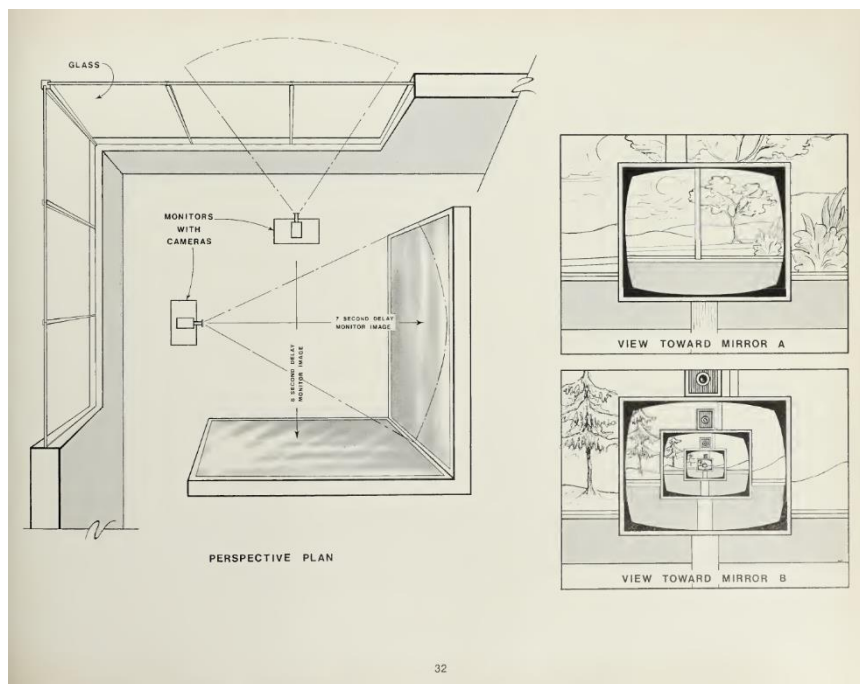 GLASS
MONITORS
WITH
CAMERAS
7 SECOND DELAY
MONITOR IMAGE
6 SECOND DELAY
MONITOR IMAGE
PERSPECTIVE PLAN
VIEW TOWARD MIRROR A
VIEW TOWARD MIRROR B
32